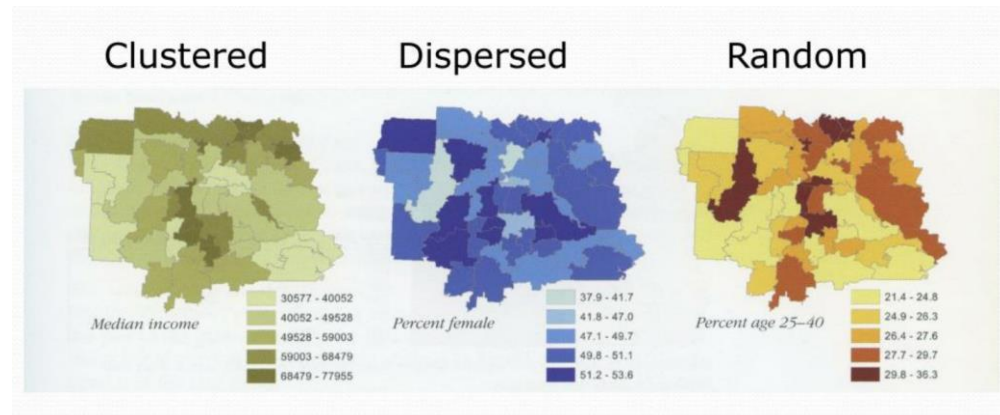 Clustered
Dispersed
Random
Median income
30577 - 40052
40052 - 49528
49528 - 59003
59003 - 68479
68479 - 77955
Percent female
37.9 - 41.7
41.8 - 47.0
47.1 - 49.7
49.8 - 51.1
51.2 - 53.6
Percent age 25–40
21.4 - 24.8
24.9 - 26.3
26.4 - 27.6
27.7 - 29.7
29.8 - 36.3